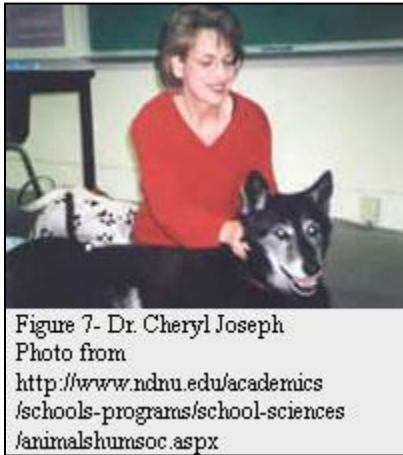 Figure 7- Dr. Cheryl Joseph
Photo from
http://www.ndnu.edu/academics
/schools-programs/school-sciences
/animalshumsoc.aspx